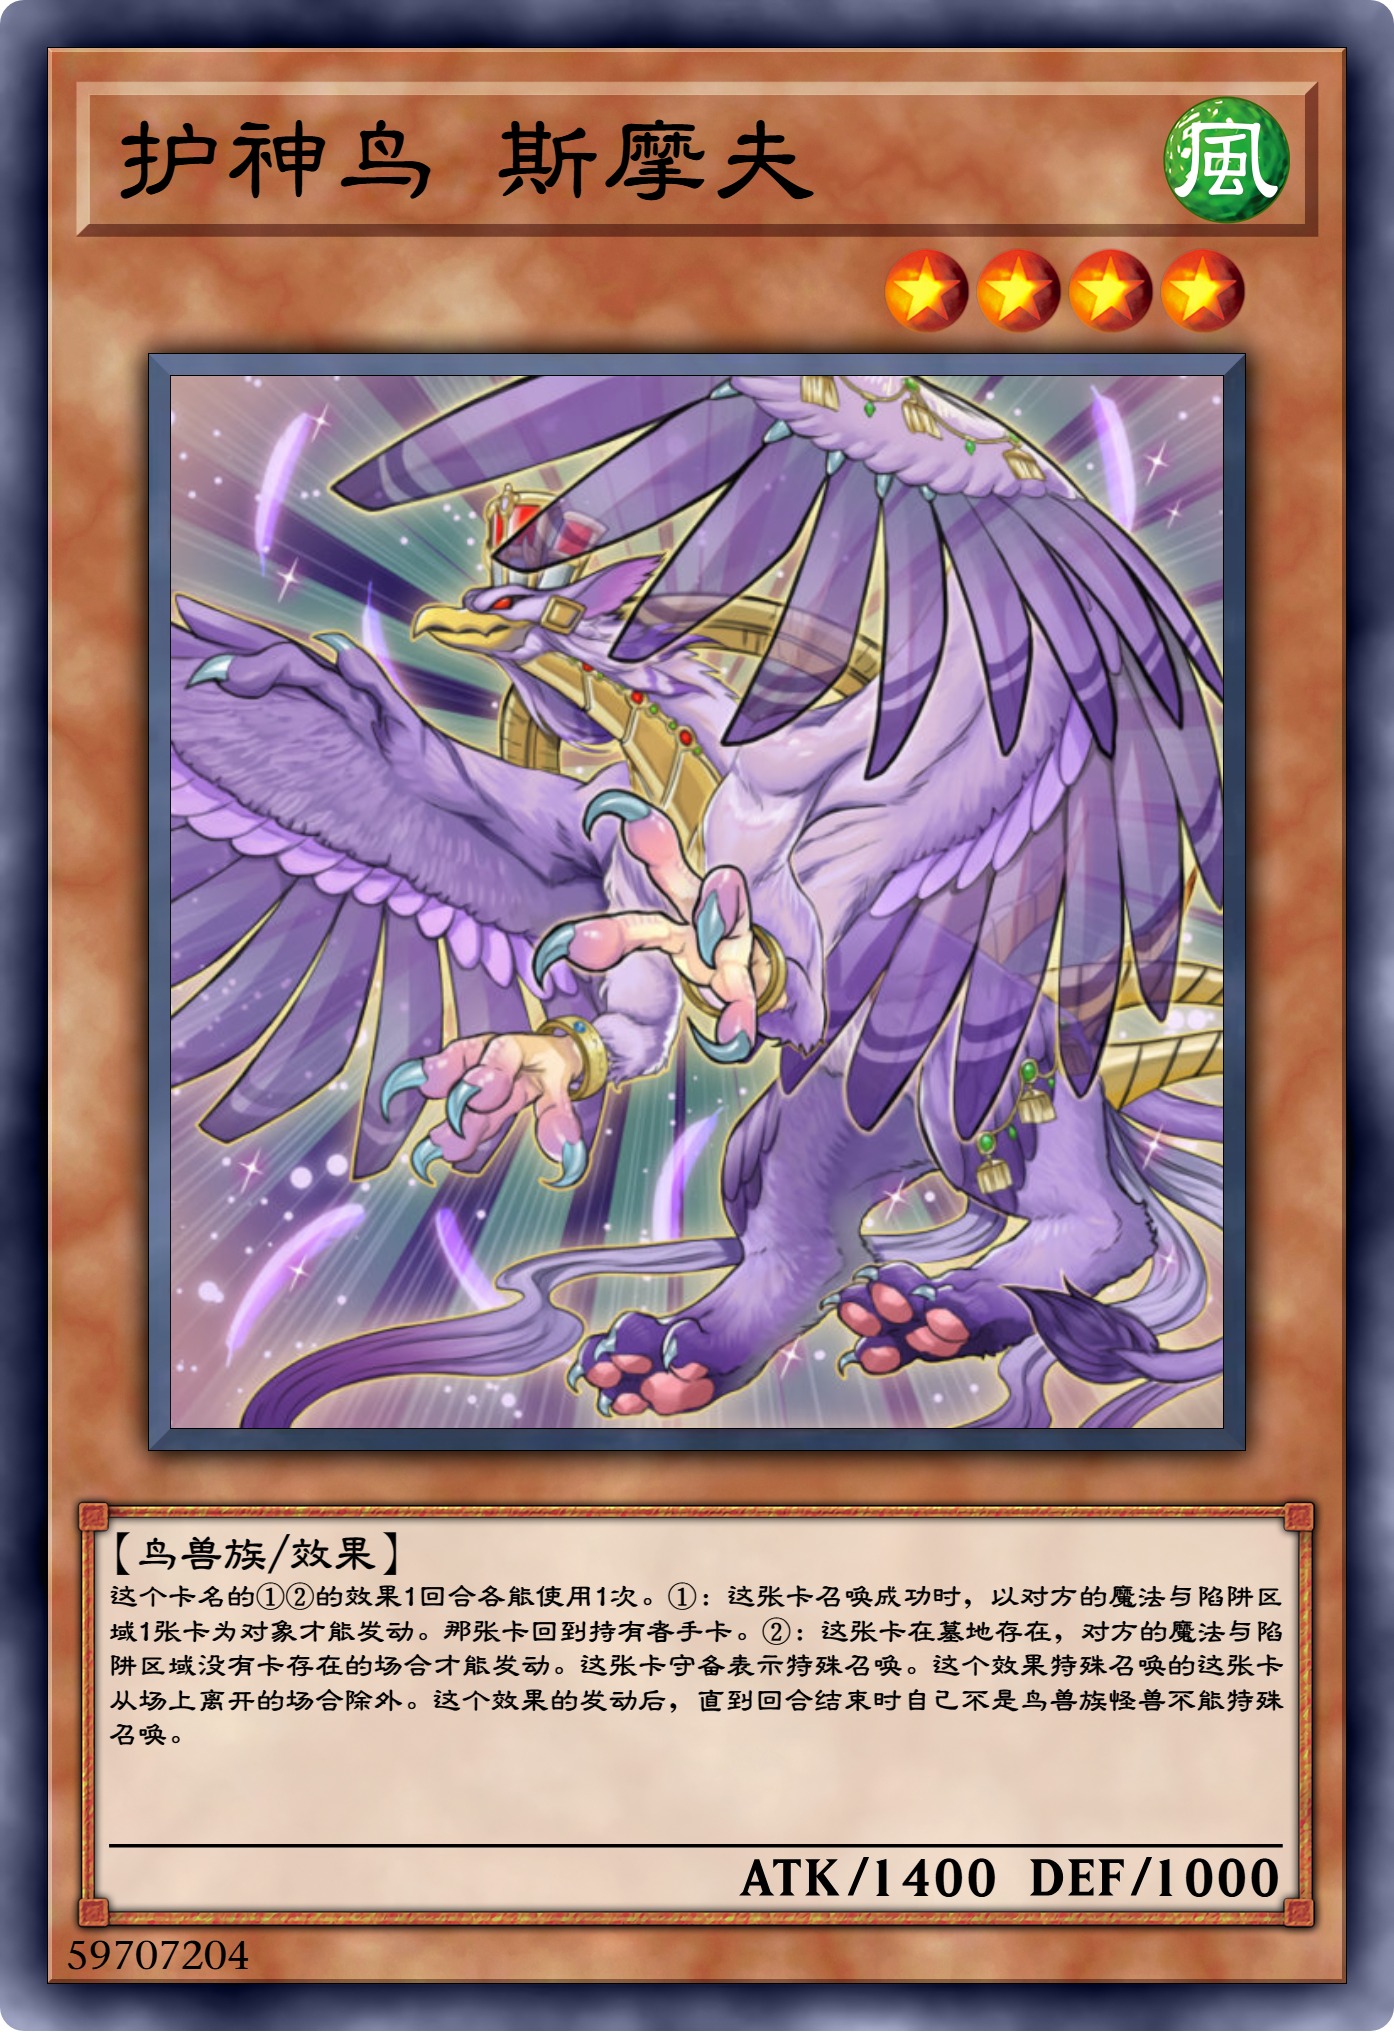 护神鸟 斯摩夫
風
【鸟兽族/效果】
这个卡名的①②的效果1回合各能使用1次。①：这张卡召唤成功时，以对方的魔法与陷阱区
域1张卡为对象才能发动。那张卡回到持有者手卡。②：这张卡在墓地存在，对方的魔法与陷
阱区域没有卡存在的场合才能发动。这张卡守备表示特殊召唤。这个效果特殊召唤的这张卡
从场上离开的场合除外。这个效果的发动后，直到回合结束时自己不是鸟兽族怪兽不能特殊
召唤。
ATK/1400 DEF/1000
59707204